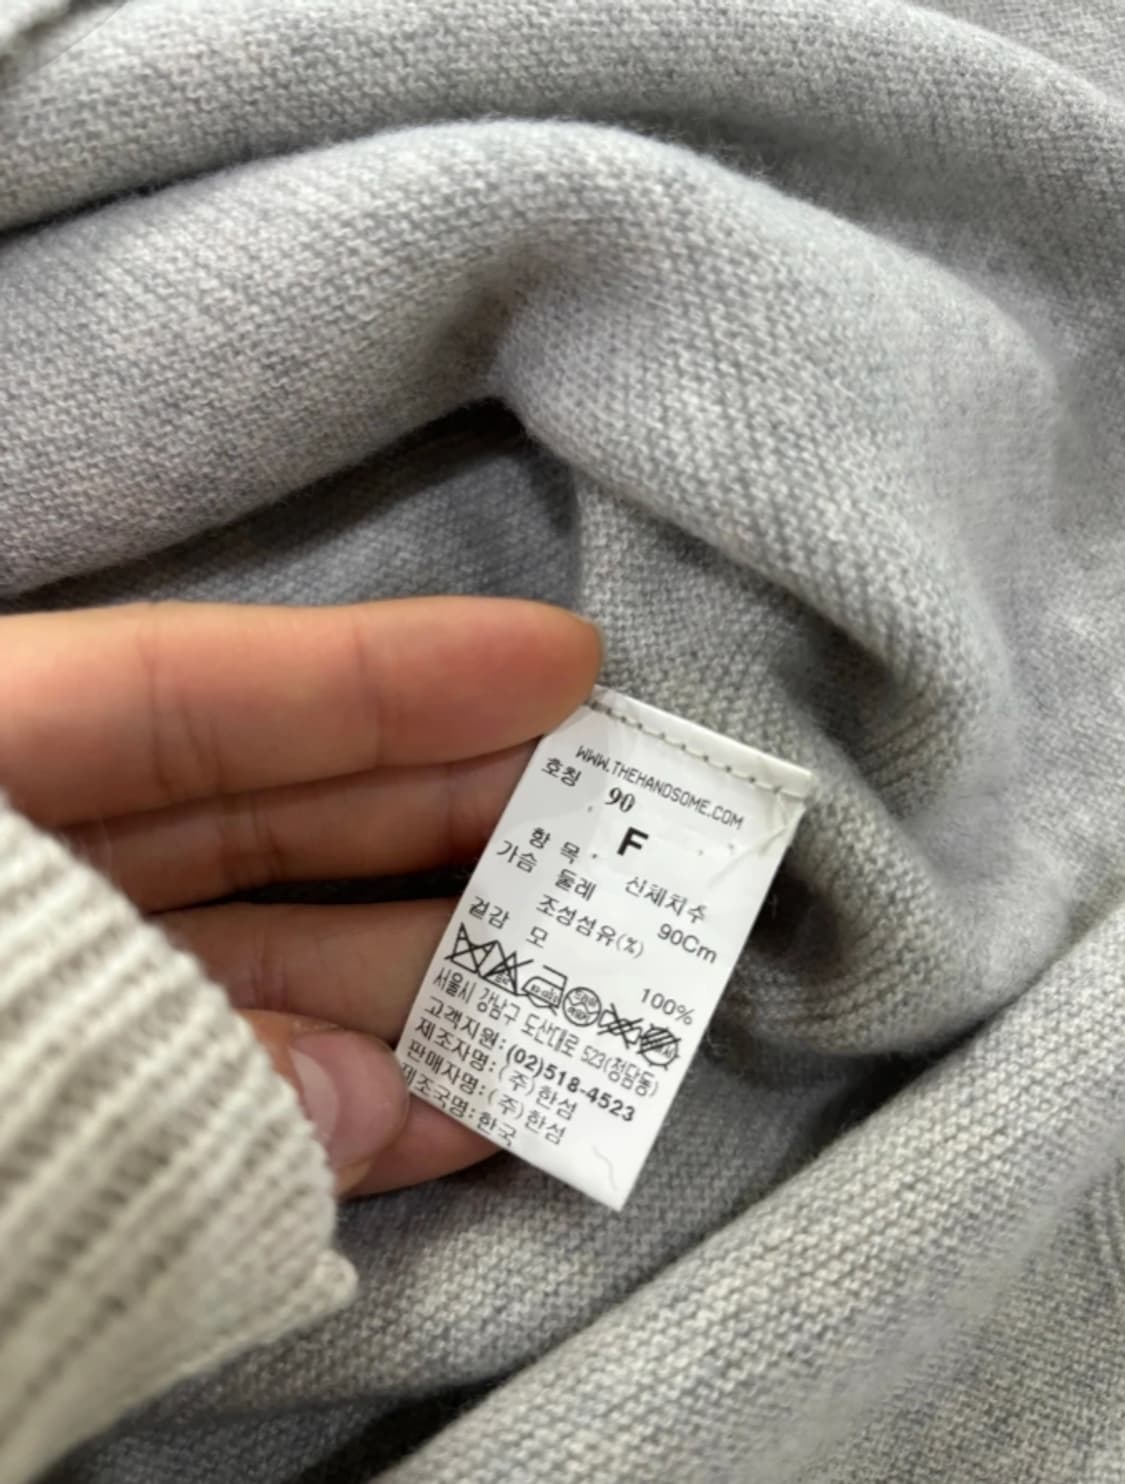 WWW.THEHANDSOME.COM
호칭 90
F
항 목 신체치수
가슴 둘레 90Cm
조성섬유(%)
겉감 모 100%
서울시 강남구 도산대로 523(청담동)
고객지원: (02)518-4523
제조자명: (주)한섬
판매자명: (주)한섬
제조국명: 한국